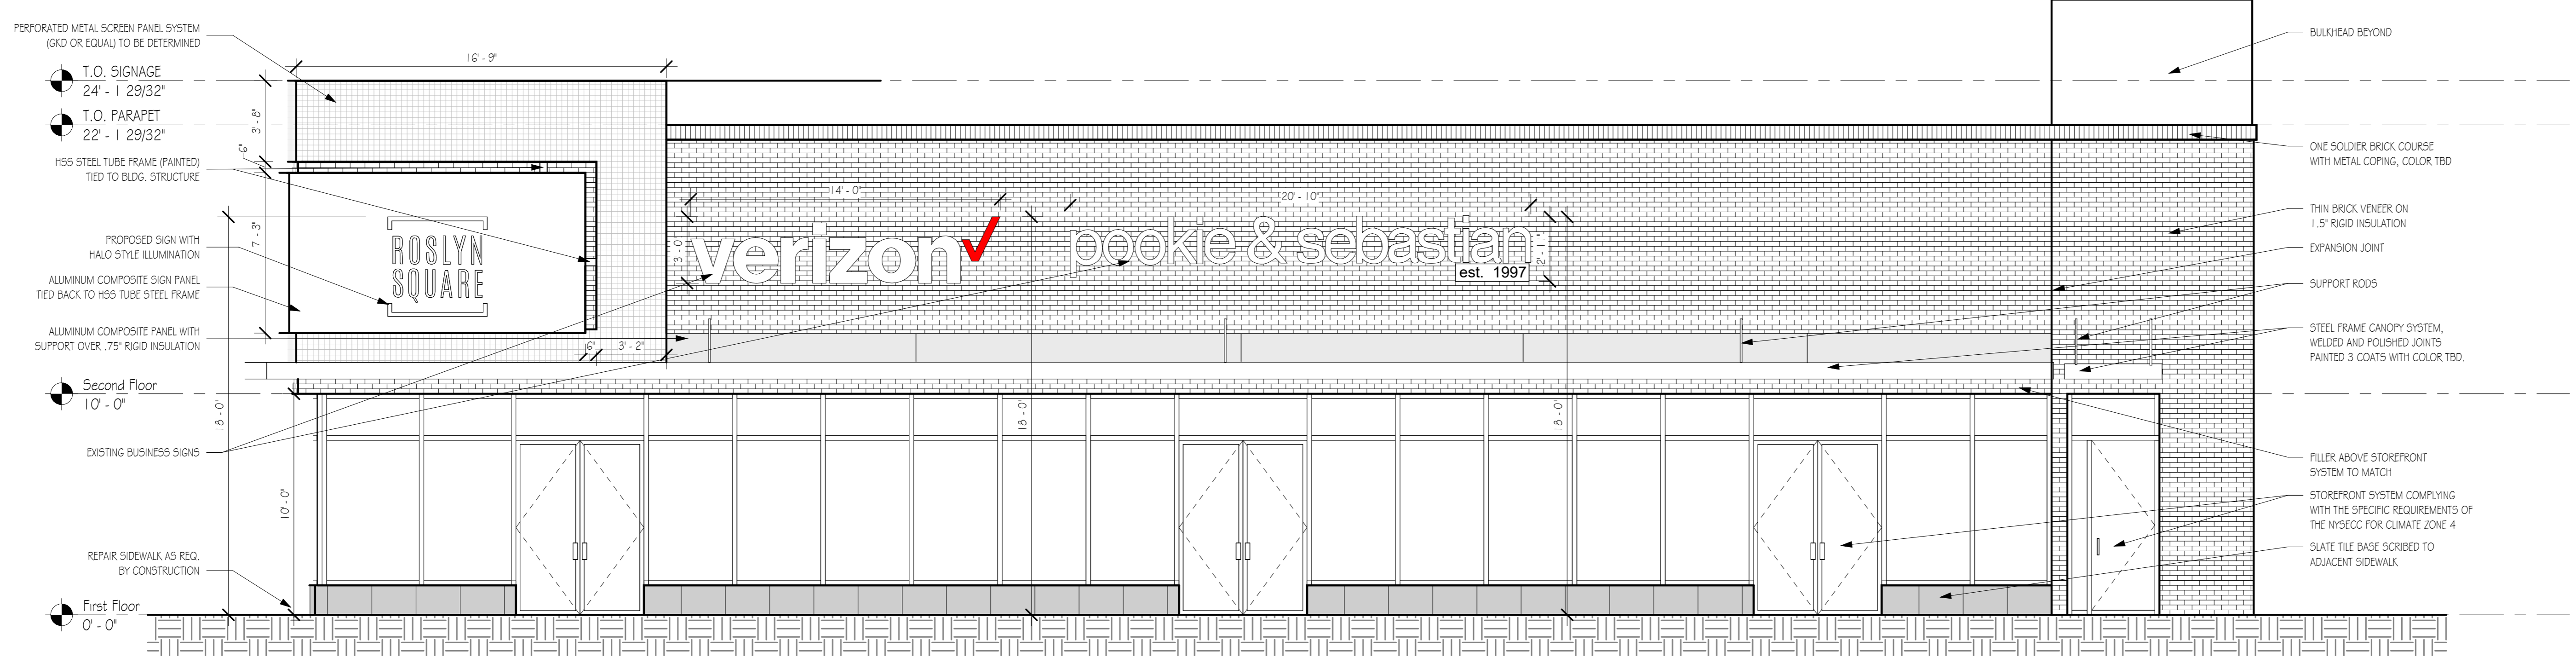 PERFORATED METAL SCREEN PANEL SYSTEM
(GKD OR EQUAL) TO BE DETERMINED
T.O. SIGNAGE
24' - 1 29/32"
T.O. PARAPET
22' - 1 29/32"
HSS STEEL TUBE FRAME (PAINTED)
TIED TO BLDG. STRUCTURE
PROPOSED SIGN WITH
HALO STYLE ILLUMINATION
ALUMINUM COMPOSITE SIGN PANEL
TIED BACK TO HSS TUBE STEEL FRAME
ALUMINUM COMPOSITE PANEL WITH
SUPPORT OVER .75" RIGID INSULATION
Second Floor
10' - 0"
EXISTING BUSINESS SIGNS
REPAIR SIDEWALK AS REQ.
BY CONSTRUCTION
First Floor
0' - 0"
16' - 9"
3' - 8"
6"
7' - 3"
18' - 0"
10' - 0"
ROSLYN
SQUARE
6"
3' - 2"
14' - 0"
3' - 0"
verizon
20' - 10"
pookie & sebastian
est. 1997
18' - 0"
18' - 0"
BULKHEAD BEYOND
ONE SOLDIER BRICK COURSE
WITH METAL COPING, COLOR TBD
THIN BRICK VENEER ON
1.5" RIGID INSULATION
EXPANSION JOINT
SUPPORT RODS
STEEL FRAME CANOPY SYSTEM,
WELDED AND POLISHED JOINTS
PAINTED 3 COATS WITH COLOR TBD.
FILLER ABOVE STOREFRONT
SYSTEM TO MATCH
STOREFRONT SYSTEM COMPLYING
WITH THE SPECIFIC REQUIREMENTS OF
THE NYSECC FOR CLIMATE ZONE 4
SLATE TILE BASE SCRIBED TO
ADJACENT SIDEWALK